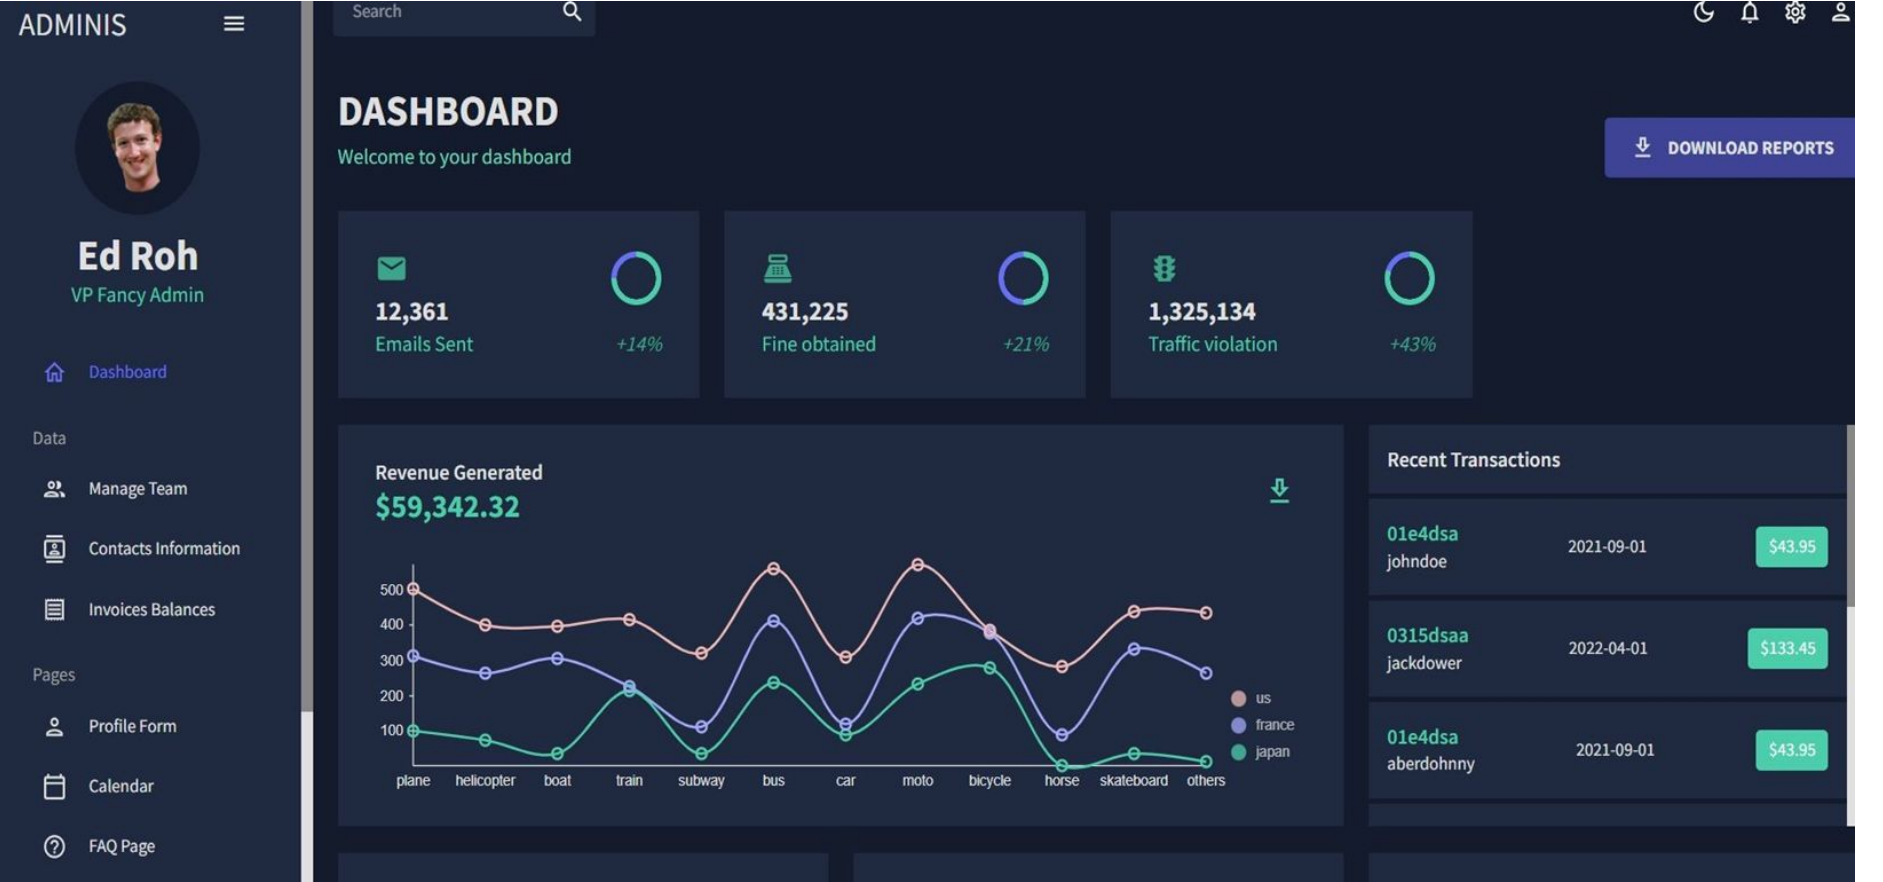 ADMINIS
Search
Ed Roh
VP Fancy Admin
Dashboard
Data
Manage Team
Contacts Information
Invoices Balances
Pages
Profile Form
Calendar
FAQ Page
DASHBOARD
Welcome to your dashboard
DOWNLOAD REPORTS
12,361
Emails Sent +14%
431,225
Fine obtained +21%
1,325,134
Traffic violation +43%
Revenue Generated
$59,342.32
500
400
300
200
100
plane helicopter boat train subway bus car moto bicycle horse skateboard others
us
france
japan
Recent Transactions
01e4dsa
johndoe
2021-09-01
$43.95
0315dsaa
jackdower
2022-04-01
$133.45
01e4dsa
aberdohnny
2021-09-01
$43.95